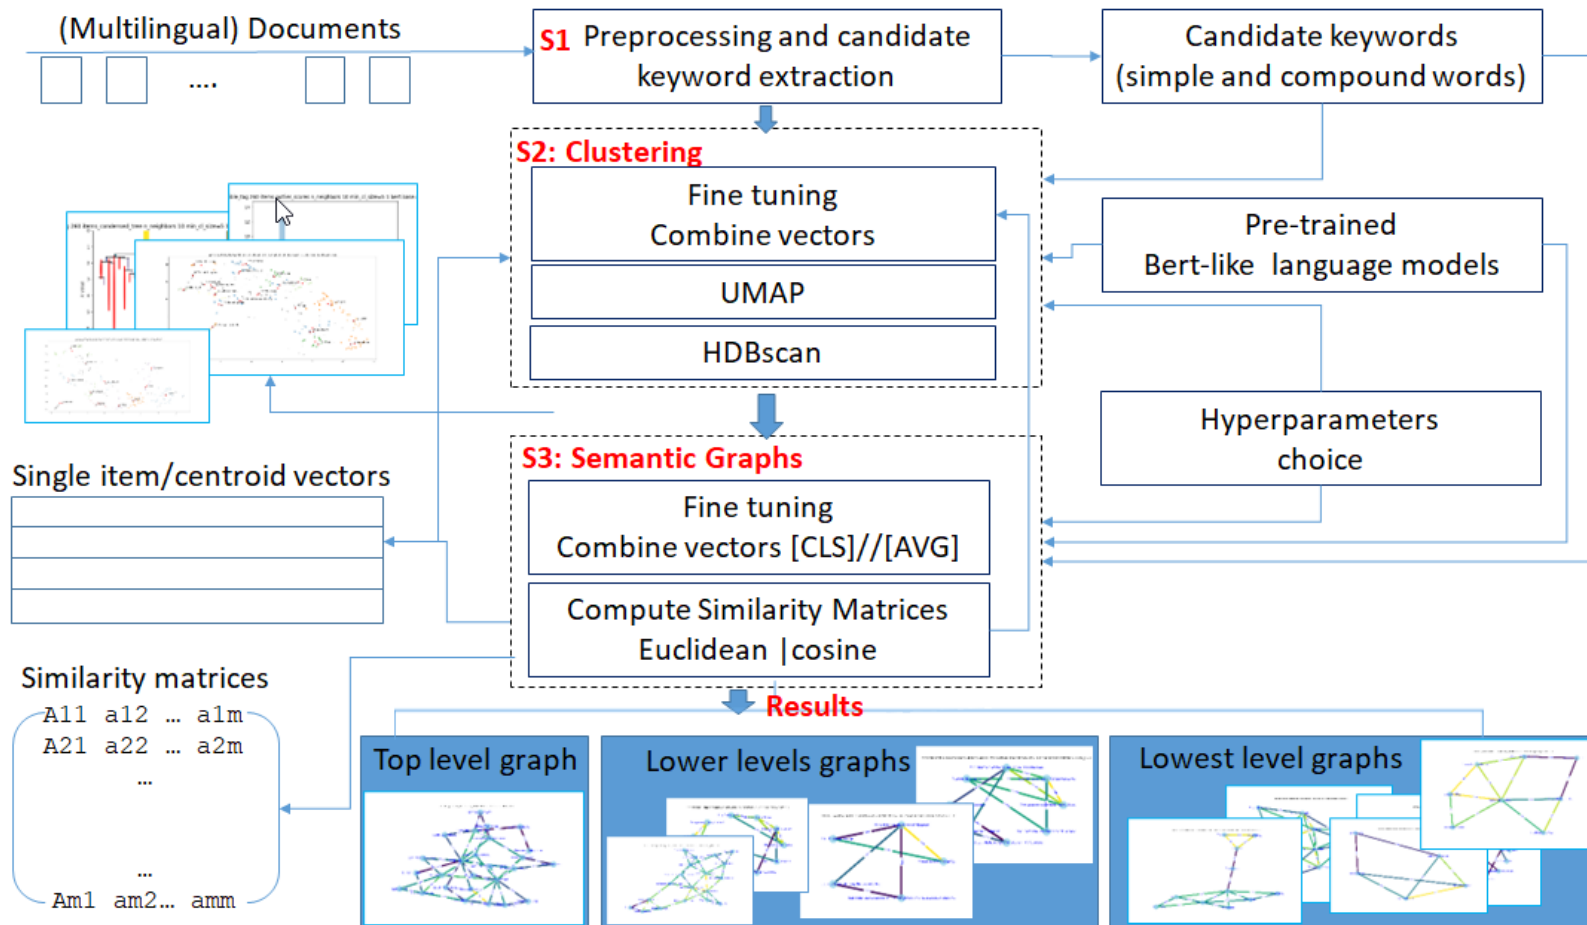 (Multilingual) Documents
....
S1 Preprocessing and candidate
keyword extraction
Candidate keywords
(simple and compound words)
S2: Clustering
Fine tuning
Combine vectors
UMAP
HDBscan
Pre-trained
Bert-like language models
Hyperparameters
choice
S3: Semantic Graphs
Fine tuning
Combine vectors [CLS]//[AVG]
Compute Similarity Matrices
Euclidean |cosine
Single item/centroid vectors
Similarity matrices
A11 a12 … a1m
A21 a22 … a2m
…
…
Am1 am2… amm
Results
Top level graph
Lower levels graphs
Lowest level graphs